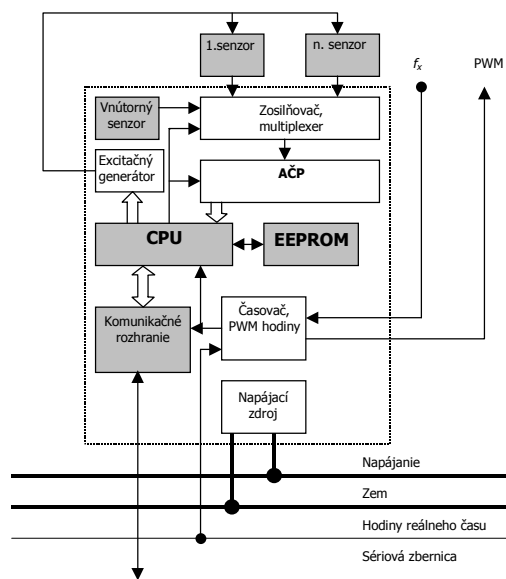 1.senzor
n. senzor
fx
PWM
Vnútorný
senzor
Zosilňovač,
multiplexer
Excitačný
generátor
AČP
CPU
EEPROM
Komunikačné
rozhranie
Časovač,
PWM hodiny
Napájací
zdroj
Napájanie
Zem
Hodiny reálneho času
Sériová zbernica